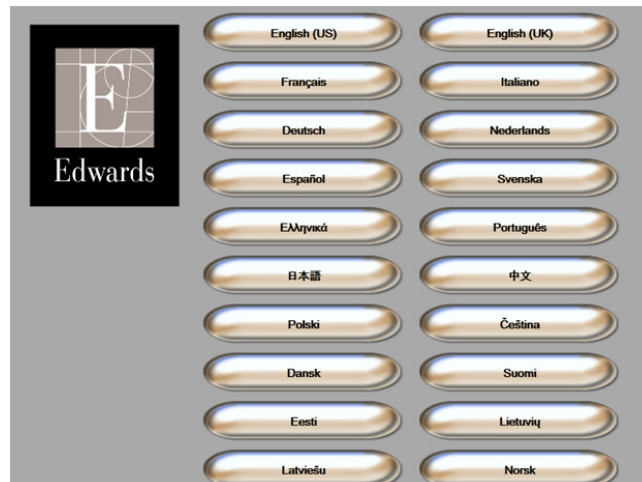 E
Edwards
English (US) English (UK)
Français Italiano
Deutsch Nederlands
Español Svenska
Ελληνικά Português
日本語 中文
Polski Čeština
Dansk Suomi
Eesti Lietuvių
Latviešu Norsk